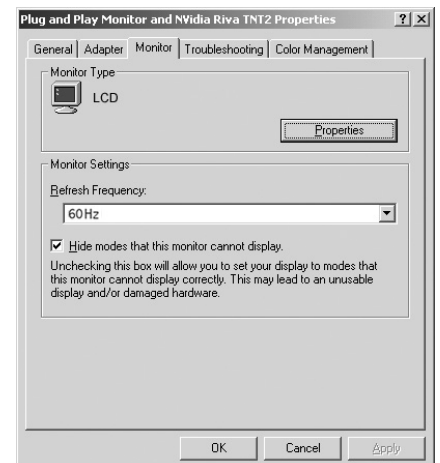 Plug and Play Monitor and NVidia Riva TNT2 Properties
General Adapter Monitor Troubleshooting Color Management
Monitor Type
LCD
Properties
Monitor Settings
Refresh Frequency:
60Hz
Hide modes that this monitor cannot display.
Unchecking this box will allow you to set your display to modes that
this monitor cannot display correctly. This may lead to an unusable
display and/or damaged hardware.
OK Cancel Apply